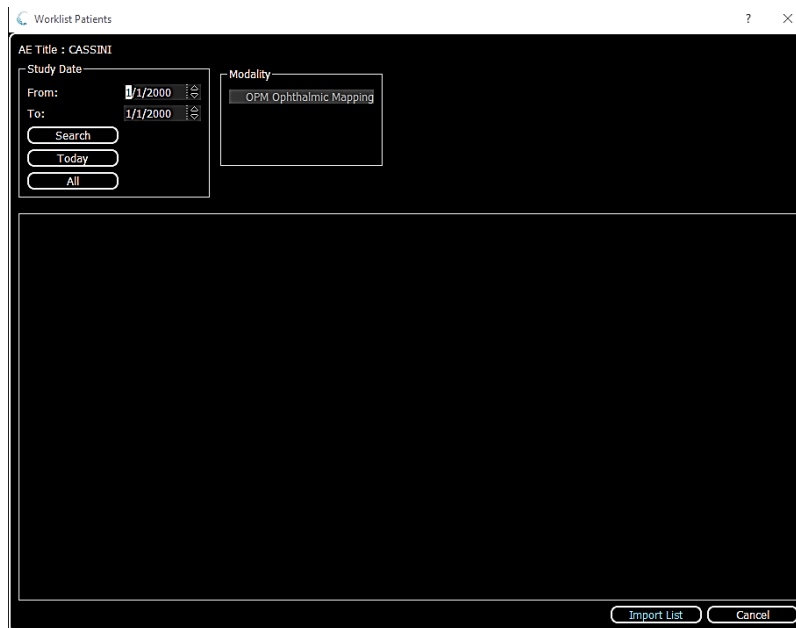 Worklist Patients
?
AE Title : CASSINI
Study Date
From: 1/1/2000
To: 1/1/2000
Search
Today
All
Modality
OPM Ophthalmic Mapping
Import List
Cancel